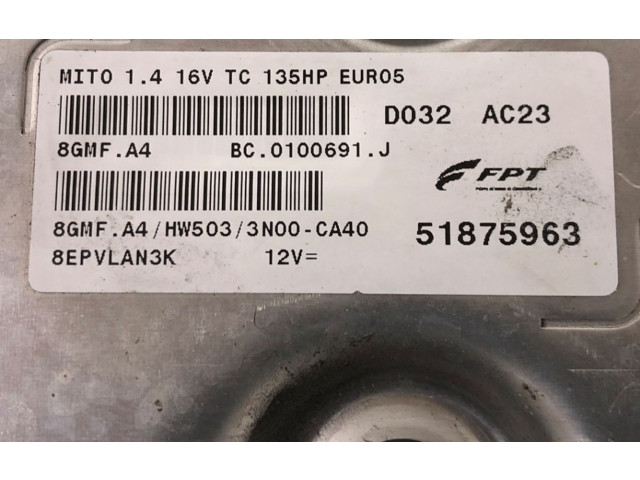 MITO 1.4 16V TC 135HP EURO5
D032 AC23
8GMF.A4 BC.0100691.J
FPT
8GMF.A4/HW503/3N00-CA40
51875963
8EPVLAN3K 12V=